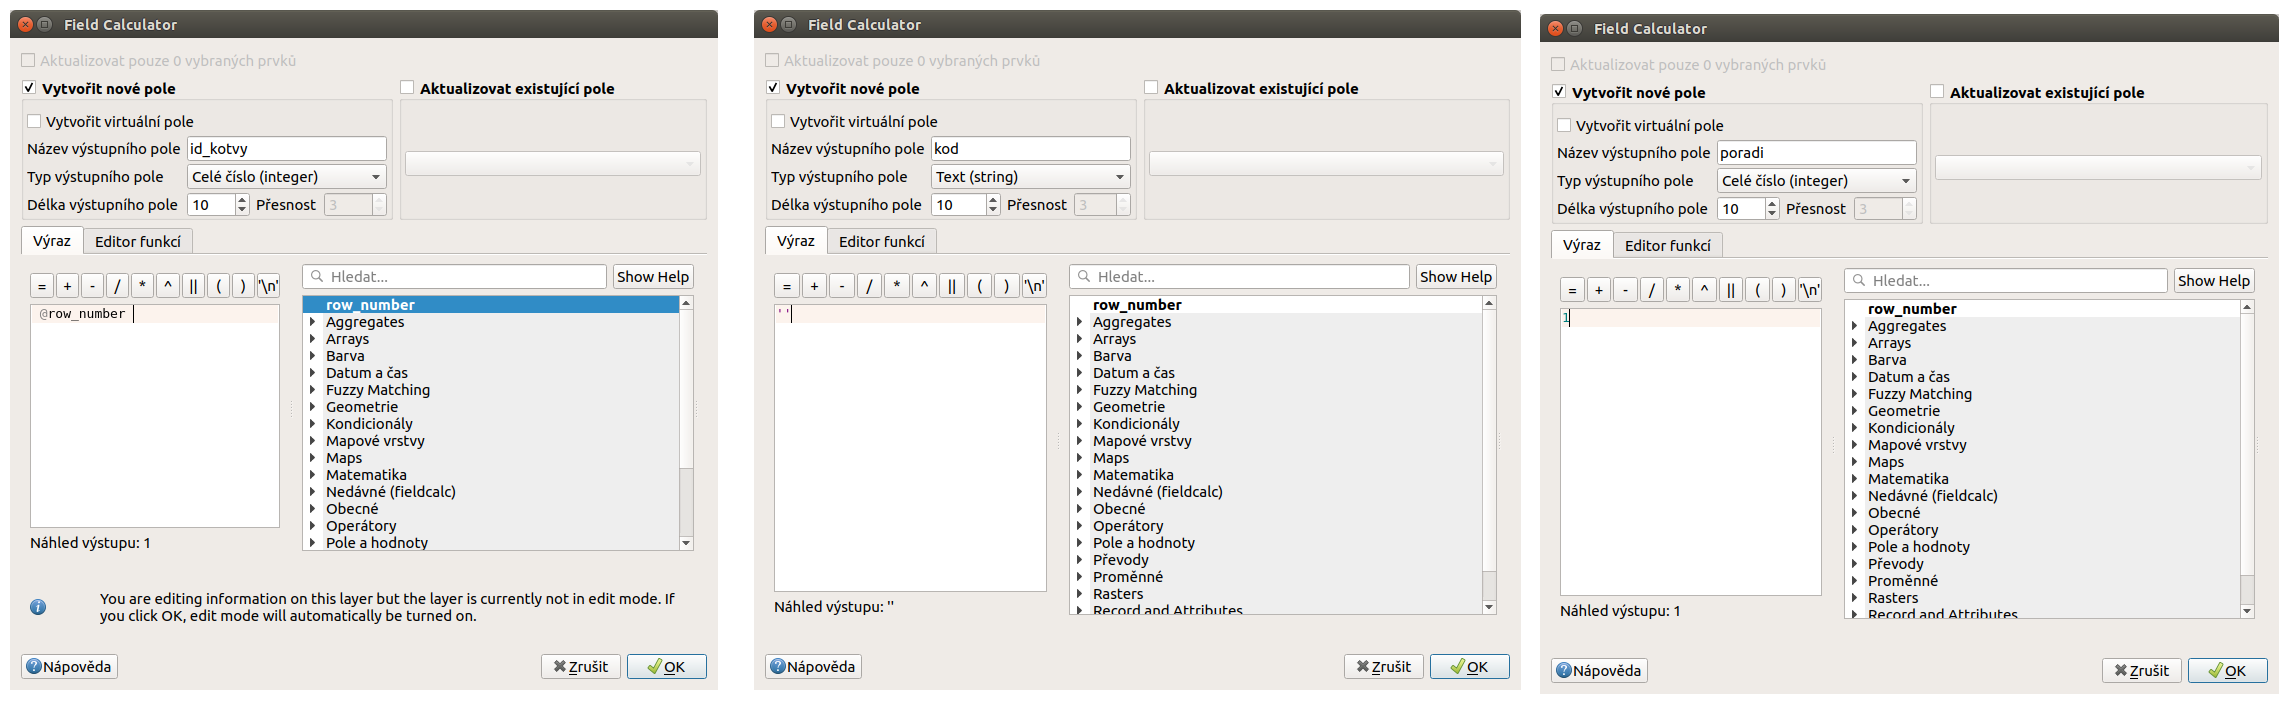 Field Calculator
Aktualizovat pouze 0 vybraných prvků
Vytvořit nové pole
Aktualizovat existující pole
Vytvořit virtuální pole
Název výstupního pole id_kotvy
Typ výstupního pole Celé číslo (integer)
Délka výstupního pole 10 Přesnost 3
Výraz Editor funkcí
= + - / * ^ || ( ) '\n'
Hledat... Show Help
@row_number
row_number
Aggregates
Arrays
Barva
Datum a čas
Fuzzy Matching
Geometrie
Kondicionály
Mapové vrstvy
Maps
Matematika
Nedávné (fieldcalc)
Obecné
Operátory
Pole a hodnoty
Náhled výstupu: 1
You are editing information on this layer but the layer is currently not in edit mode. If
you click OK, edit mode will automatically be turned on.
Nápověda Zrušit OK
Field Calculator
Aktualizovat pouze 0 vybraných prvků
Vytvořit nové pole
Aktualizovat existující pole
Vytvořit virtuální pole
Název výstupního pole kod
Typ výstupního pole Text (string)
Délka výstupního pole 10 Přesnost 3
Výraz Editor funkcí
= + - / * ^ || ( ) '\n'
Hledat... Show Help
''
row_number
Aggregates
Arrays
Barva
Datum a čas
Fuzzy Matching
Geometrie
Kondicionály
Mapové vrstvy
Maps
Matematika
Nedávné (fieldcalc)
Obecné
Operátory
Pole a hodnoty
Převody
Proměnné
Rasters
Record and Attributes
Náhled výstupu: ''
Nápověda Zrušit OK
Field Calculator
Aktualizovat pouze 0 vybraných prvků
Vytvořit nové pole
Aktualizovat existující pole
Vytvořit virtuální pole
Název výstupního pole poradi
Typ výstupního pole Celé číslo (integer)
Délka výstupního pole 10 Přesnost 3
Výraz Editor funkcí
= + - / * ^ || ( ) '\n'
Hledat... Show Help
1
row_number
Aggregates
Arrays
Barva
Datum a čas
Fuzzy Matching
Geometrie
Kondicionály
Mapové vrstvy
Maps
Matematika
Nedávné (fieldcalc)
Obecné
Operátory
Pole a hodnoty
Převody
Proměnné
Rasters
Record and Attributes
Náhled výstupu: 1
Nápověda Zrušit OK